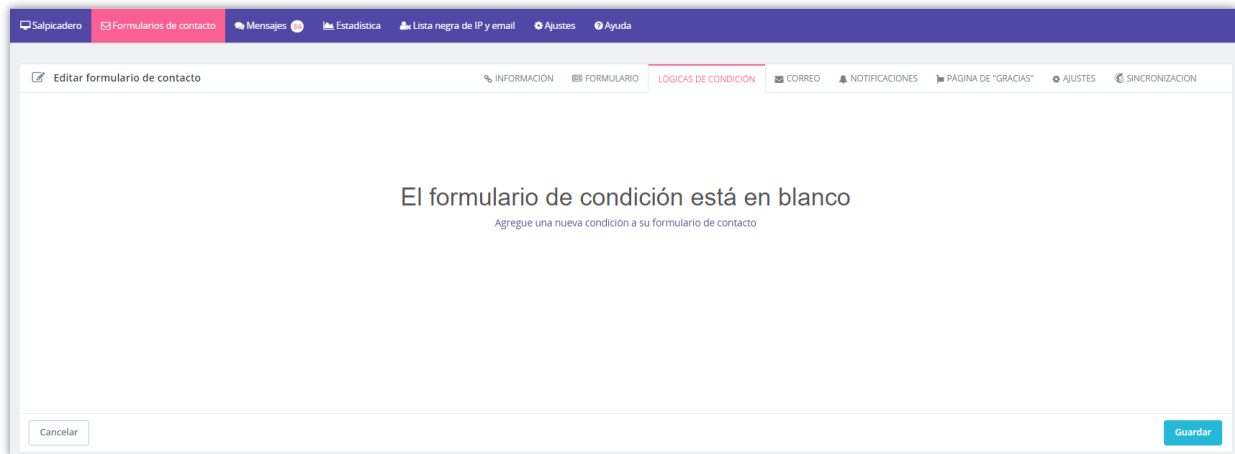 Salpicadero Formularios de contacto Mensajes 84 Estadística Lista negra de IP y email Ajustes Ayuda
Editar formulario de contacto INFORMACIÓN FORMULARIO LÓGICAS DE CONDICIÓN CORREO NOTIFICACIONES PÁGINA DE "GRACIAS" AJUSTES SINCRONIZACIÓN
El formulario de condición está en blanco
Agregue una nueva condición a su formulario de contacto
Cancelar Guardar